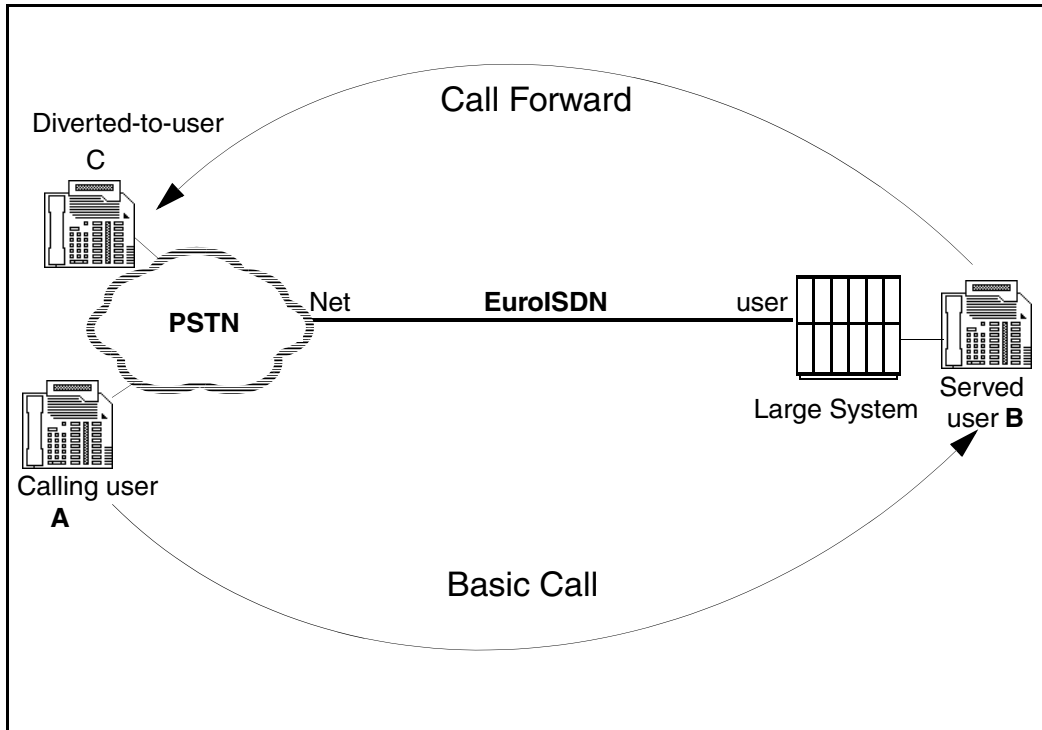 Call Forward
Diverted-to-user
C
Net
EuroISDN
user
PSTN
Large System
Served
user B
Calling user
A
Basic Call